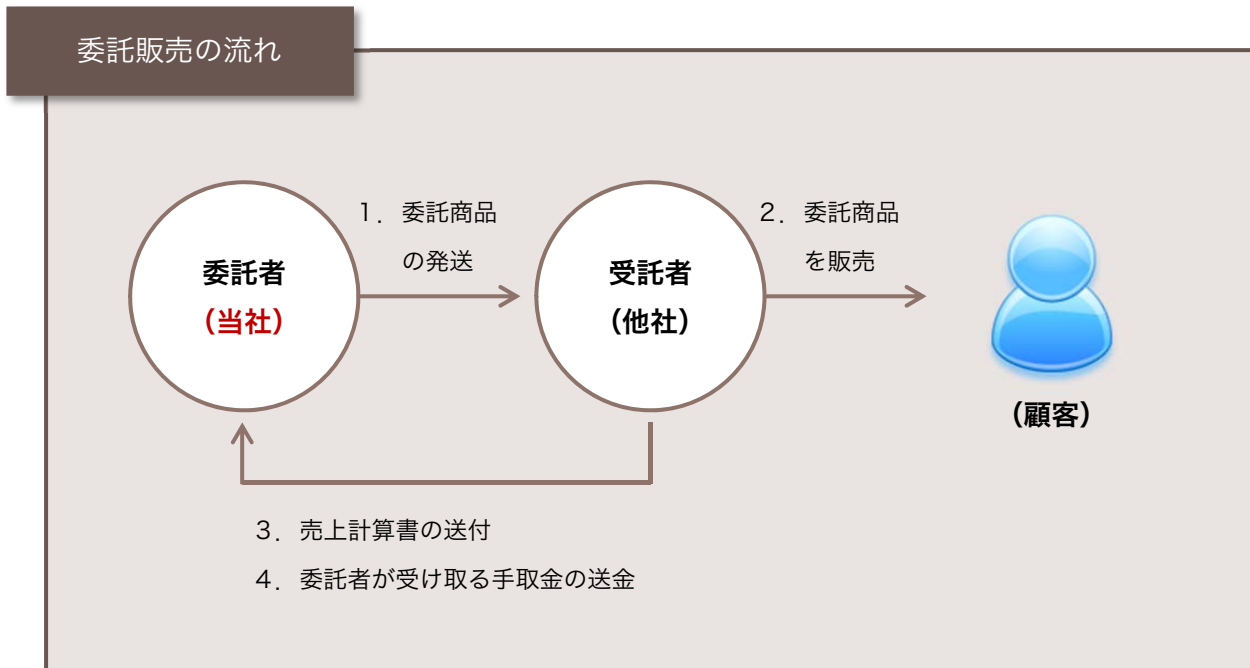 委託販売の流れ
1. 委託商品
の発送
2. 委託商品
を販売
委託者
(当社)
受託者
(他社)
(顧客)
3. 売上計算書の送付
4. 委託者が受け取る手取金の送金